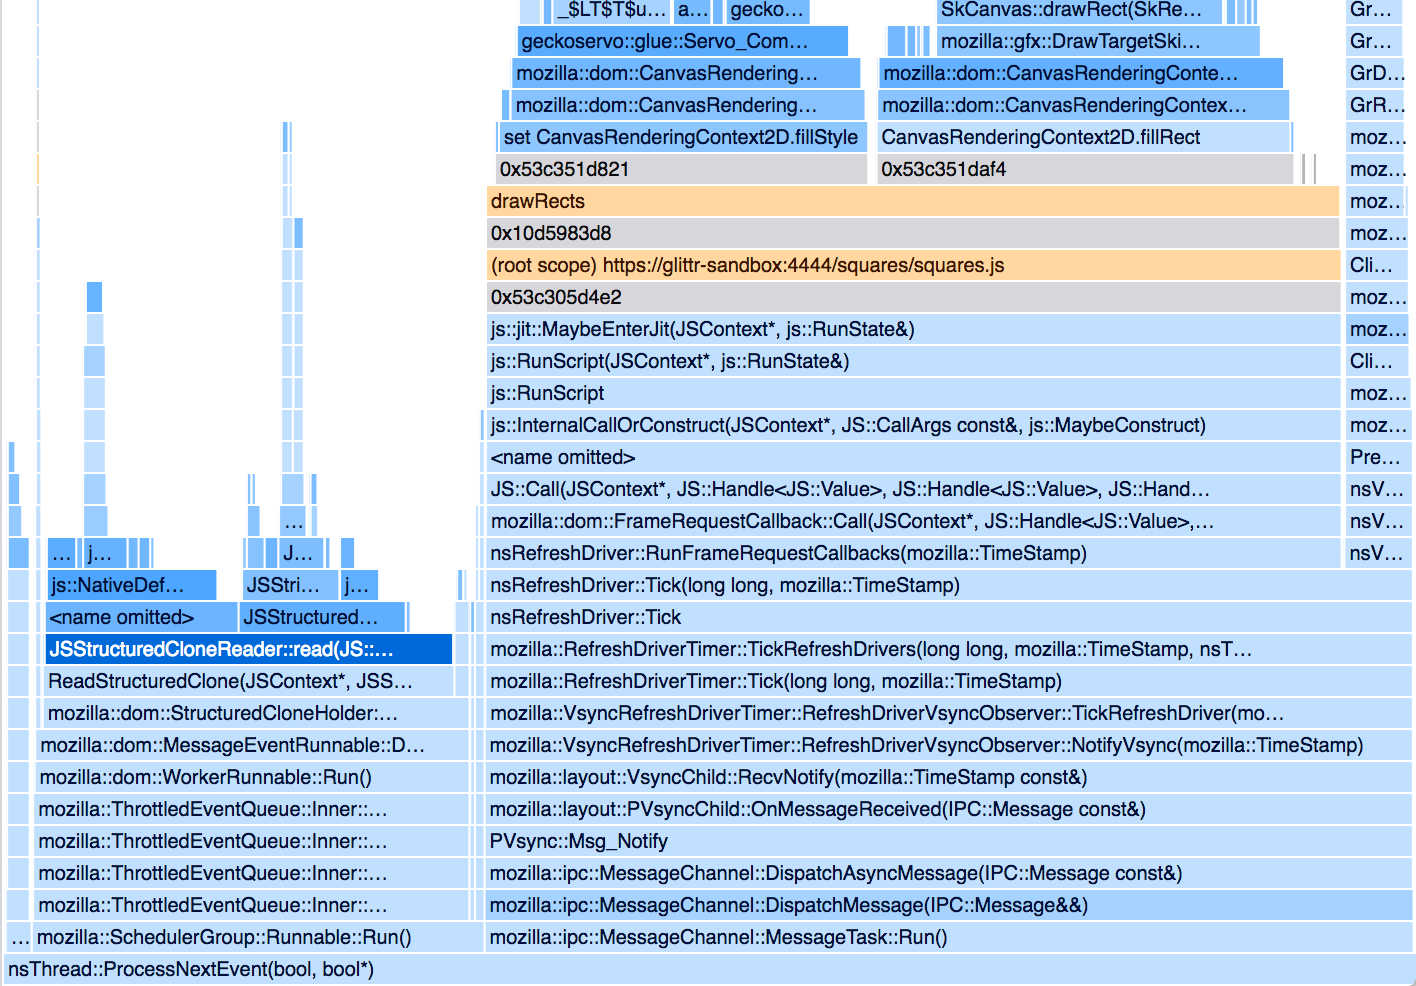 _$LT$T$u... a... gecko... SkCanvas::drawRect(SkRe... Gr...
geckoservo::glue::Servo_Com... mozilla::gfx::DrawTargetSki... Gr...
mozilla::dom::CanvasRendering... mozilla::dom::CanvasRenderingConte... GrD...
mozilla::dom::CanvasRendering... mozilla::dom::CanvasRenderingContex... GrR...
set CanvasRenderingContext2D.fillStyle CanvasRenderingContext2D.fillRect moz...
0x53c351d821 0x53c351daf4 moz...
drawRects moz...
0x10d5983d8 moz...
(root scope) https://glittr-sandbox:4444/squares/squares.js Cli...
0x53c305d4e2 moz...
js::jit::MaybeEnterJit(JSContext*, js::RunState&) moz...
js::RunScript(JSContext*, js::RunState&) Cli...
js::RunScript moz...
js::InternalCallOrConstruct(JSContext*, JS::CallArgs const&, js::MaybeConstruct) moz...
<name omitted> Pre...
JS::Call(JSContext*, JS::Handle<JS::Value>, JS::Handle<JS::Value>, JS::Hand... nsV...
... mozilla::dom::FrameRequestCallback::Call(JSContext*, JS::Handle<JS::Value>,... nsV...
... j... J... nsRefreshDriver::RunFrameRequestCallbacks(mozilla::TimeStamp) nsV...
js::NativeDef... JSStri... j... nsRefreshDriver::Tick(long long, mozilla::TimeStamp)
<name omitted> JSStructured... nsRefreshDriver::Tick
JSStructuredCloneReader::read(JS::... mozilla::RefreshDriverTimer::TickRefreshDrivers(long long, mozilla::TimeStamp, nsT...
ReadStructuredClone(JSContext*, JSS... mozilla::RefreshDriverTimer::Tick(long long, mozilla::TimeStamp)
mozilla::dom::StructuredCloneHolder:... mozilla::VsyncRefreshDriverTimer::RefreshDriverVsyncObserver::TickRefreshDriver(mo...
mozilla::dom::MessageEventRunnable::D... mozilla::VsyncRefreshDriverTimer::RefreshDriverVsyncObserver::NotifyVsync(mozilla::TimeStamp)
mozilla::dom::WorkerRunnable::Run() mozilla::layout::VsyncChild::RecvNotify(mozilla::TimeStamp const&)
mozilla::ThrottledEventQueue::Inner::... mozilla::layout::PVsyncChild::OnMessageReceived(IPC::Message const&)
mozilla::ThrottledEventQueue::Inner::... PVsync::Msg_Notify
mozilla::ThrottledEventQueue::Inner::... mozilla::ipc::MessageChannel::DispatchAsyncMessage(IPC::Message const&)
mozilla::ThrottledEventQueue::Inner::... mozilla::ipc::MessageChannel::DispatchMessage(IPC::Message&&)
... mozilla::SchedulerGroup::Runnable::Run() mozilla::ipc::MessageChannel::MessageTask::Run()
nsThread::ProcessNextEvent(bool, bool*)